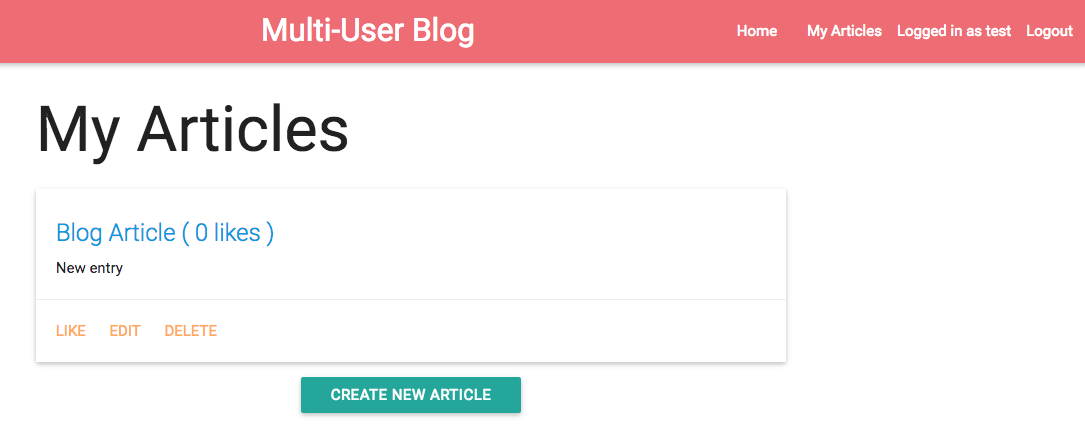 Multi-User Blog Home My Articles Logged in as test Logout
My Articles
Blog Article ( 0 likes )
New entry
LIKE EDIT DELETE
CREATE NEW ARTICLE